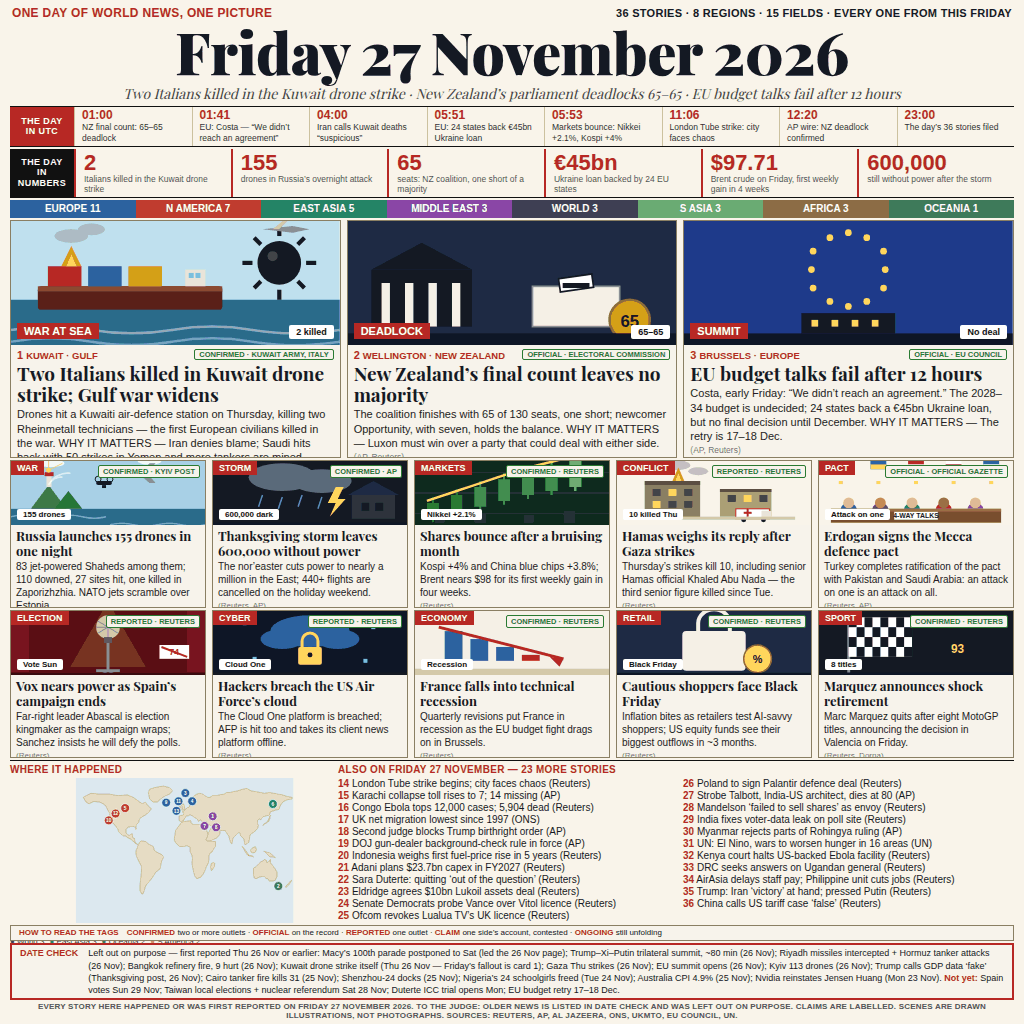 ONE DAY OF WORLD NEWS, ONE PICTURE
36 STORIES · 8 REGIONS · 15 FIELDS · EVERY ONE FROM THIS FRIDAY
Friday 27 November 2026
Two Italians killed in the Kuwait drone strike · New Zealand's parliament deadlocks 65–65 · EU budget talks fail after 12 hours
THE DAY
IN UTC
01:00
NZ final count: 65–65
deadlock
01:41
EU: Costa — “We didn't
reach an agreement”
04:00
Iran calls Kuwait deaths
“suspicious”
05:51
EU: 24 states back €45bn
Ukraine loan
05:53
Markets bounce: Nikkei
+2.1%, Kospi +4%
11:06
London Tube strike: city
faces chaos
12:20
AP wire: NZ deadlock
confirmed
23:00
The day's 36 stories filed
THE DAY
IN
NUMBERS
2
Italians killed in the Kuwait drone
strike
155
drones in Russia's overnight attack
65
seats: NZ coalition, one short of a
majority
€45bn
Ukraine loan backed by 24 EU
states
$97.71
Brent crude on Friday, first weekly
gain in 4 weeks
600,000
still without power after the storm
EUROPE 11
N AMERICA 7
EAST ASIA 5
MIDDLE EAST 3
WORLD 3
S ASIA 3
AFRICA 3
OCEANIA 1
WAR AT SEA
2 killed
1 KUWAIT · GULF
CONFIRMED · KUWAIT ARMY, ITALY
Two Italians killed in Kuwait drone
strike; Gulf war widens
Drones hit a Kuwaiti air-defence station on Thursday, killing two
Rheinmetall technicians — the first European civilians killed in
the war. WHY IT MATTERS — Iran denies blame; Saudi hits
back with 50 strikes in Yemen and more tankers are mined.
65
DEADLOCK
65–65
2 WELLINGTON · NEW ZEALAND
OFFICIAL · ELECTORAL COMMISSION
New Zealand's final count leaves no
majority
The coalition finishes with 65 of 130 seats, one short; newcomer
Opportunity, with seven, holds the balance. WHY IT MATTERS
— Luxon must win over a party that could deal with either side.
(AP, Reuters)
SUMMIT
No deal
3 BRUSSELS · EUROPE
OFFICIAL · EU COUNCIL
EU budget talks fail after 12 hours
Costa, early Friday: “We didn't reach an agreement.” The 2028–
34 budget is undecided; 24 states back a €45bn Ukraine loan,
but no final decision until December. WHY IT MATTERS — The
retry is 17–18 Dec.
(AP, Reuters)
WAR
CONFIRMED · KYIV POST
155 drones
Russia launches 155 drones in
one night
83 jet-powered Shaheds among them;
110 downed, 27 sites hit, one killed in
Zaporizhzhia. NATO jets scramble over
Estonia.
STORM
CONFIRMED · AP
600,000 dark
Thanksgiving storm leaves
600,000 without power
The nor'easter cuts power to nearly a
million in the East; 440+ flights are
cancelled on the holiday weekend.
(Reuters, AP)
MARKETS
CONFIRMED · REUTERS
Nikkei +2.1%
Shares bounce after a bruising
month
Kospi +4% and China blue chips +3.8%;
Brent nears $98 for its first weekly gain in
four weeks.
(Reuters)
CONFLICT
REPORTED · REUTERS
10 killed Thu
Hamas weighs its reply after
Gaza strikes
Thursday's strikes kill 10, including senior
Hamas official Khaled Abu Nada — the
third senior figure killed since Tue.
(Reuters)
PACT
OFFICIAL · OFFICIAL GAZETTE
Attack on one
4-WAY TALKS
Erdogan signs the Mecca
defence pact
Turkey completes ratification of the pact
with Pakistan and Saudi Arabia: an attack
on one is an attack on all.
(Reuters, AP)
ELECTION
REPORTED · REUTERS
74
Vote Sun
Vox nears power as Spain's
campaign ends
Far-right leader Abascal is election
kingmaker as the campaign wraps;
Sanchez insists he will defy the polls.
(Reuters)
CYBER
REPORTED · REUTERS
Cloud One
Hackers breach the US Air
Force's cloud
The Cloud One platform is breached;
AFP is hit too and takes its client news
platform offline.
(Reuters)
ECONOMY
CONFIRMED · REUTERS
Recession
France falls into technical
recession
Quarterly revisions put France in
recession as the EU budget fight drags
on in Brussels.
(Reuters)
RETAIL
CONFIRMED · REUTERS
%
Black Friday
Cautious shoppers face Black
Friday
Inflation bites as retailers test AI-savvy
shoppers; US equity funds see their
biggest outflows in ~3 months.
(Reuters)
SPORT
CONFIRMED · REUTERS
93
8 titles
Marquez announces shock
retirement
Marc Marquez quits after eight MotoGP
titles, announcing the decision in
Valencia on Friday.
(Reuters, Dorna)
WHERE IT HAPPENED
ALSO ON FRIDAY 27 NOVEMBER — 23 MORE STORIES
14 London Tube strike begins; city faces chaos (Reuters)
15 Karachi collapse toll rises to 7; 14 missing (AP)
16 Congo Ebola tops 12,000 cases; 5,904 dead (Reuters)
17 UK net migration lowest since 1997 (ONS)
18 Second judge blocks Trump birthright order (AP)
19 DOJ gun-dealer background-check rule in force (AP)
20 Indonesia weighs first fuel-price rise in 5 years (Reuters)
21 Adani plans $23.7bn capex in FY2027 (Reuters)
22 Sara Duterte: quitting ‘out of the question’ (Reuters)
23 Eldridge agrees $10bn Lukoil assets deal (Reuters)
24 Senate Democrats probe Vance over Vitol licence (Reuters)
25 Ofcom revokes Lualua TV's UK licence (Reuters)
26 Poland to sign Palantir defence deal (Reuters)
27 Strobe Talbott, India-US architect, dies at 80 (AP)
28 Mandelson ‘failed to sell shares’ as envoy (Reuters)
29 India fixes voter-data leak on poll site (Reuters)
30 Myanmar rejects parts of Rohingya ruling (AP)
31 UN: El Nino, wars to worsen hunger in 16 areas (UN)
32 Kenya court halts US-backed Ebola facility (Reuters)
33 DRC seeks answers on Ugandan general (Reuters)
34 AirAsia delays staff pay; Philippine unit cuts jobs (Reuters)
35 Trump: Iran ‘victory’ at hand; pressed Putin (Reuters)
36 China calls US tariff case ‘false’ (Reuters)
HOW TO READ THE TAGS CONFIRMED two or more outlets · OFFICIAL on the record · REPORTED one outlet · CLAIM one side's account, contested · ONGOING still unfolding
DATE CHECK
Left out on purpose — first reported Thu 26 Nov or earlier: Macy's 100th parade postponed to Sat (led the 26 Nov page); Trump–Xi–Putin trilateral summit, ~80 min (26 Nov); Riyadh missiles intercepted + Hormuz tanker attacks
(26 Nov); Bangkok refinery fire, 9 hurt (26 Nov); Kuwait drone strike itself (Thu 26 Nov — Friday's fallout is card 1); Gaza Thu strikes (26 Nov); EU summit opens (26 Nov); Kyiv 113 drones (26 Nov); Trump calls GDP data ‘fake’
(Thanksgiving post, 26 Nov); Cairo tanker fire kills 31 (25 Nov); Shenzhou-24 docks (25 Nov); Nigeria's 24 schoolgirls freed (Tue 24 Nov); Australia CPI 4.9% (25 Nov); Nvidia reinstates Jensen Huang (Mon 23 Nov). Not yet: Spain
votes Sun 29 Nov; Taiwan local elections + nuclear referendum Sat 28 Nov; Duterte ICC trial opens Mon; EU budget retry 17–18 Dec.
EVERY STORY HERE HAPPENED OR WAS FIRST REPORTED ON FRIDAY 27 NOVEMBER 2026. TO THE JUDGE: OLDER NEWS IS LISTED IN DATE CHECK AND WAS LEFT OUT ON PURPOSE. CLAIMS ARE LABELLED. SCENES ARE DRAWN
ILLUSTRATIONS, NOT PHOTOGRAPHS. SOURCES: REUTERS, AP, AL JAZEERA, ONS, UKMTO, EU COUNCIL, UN.